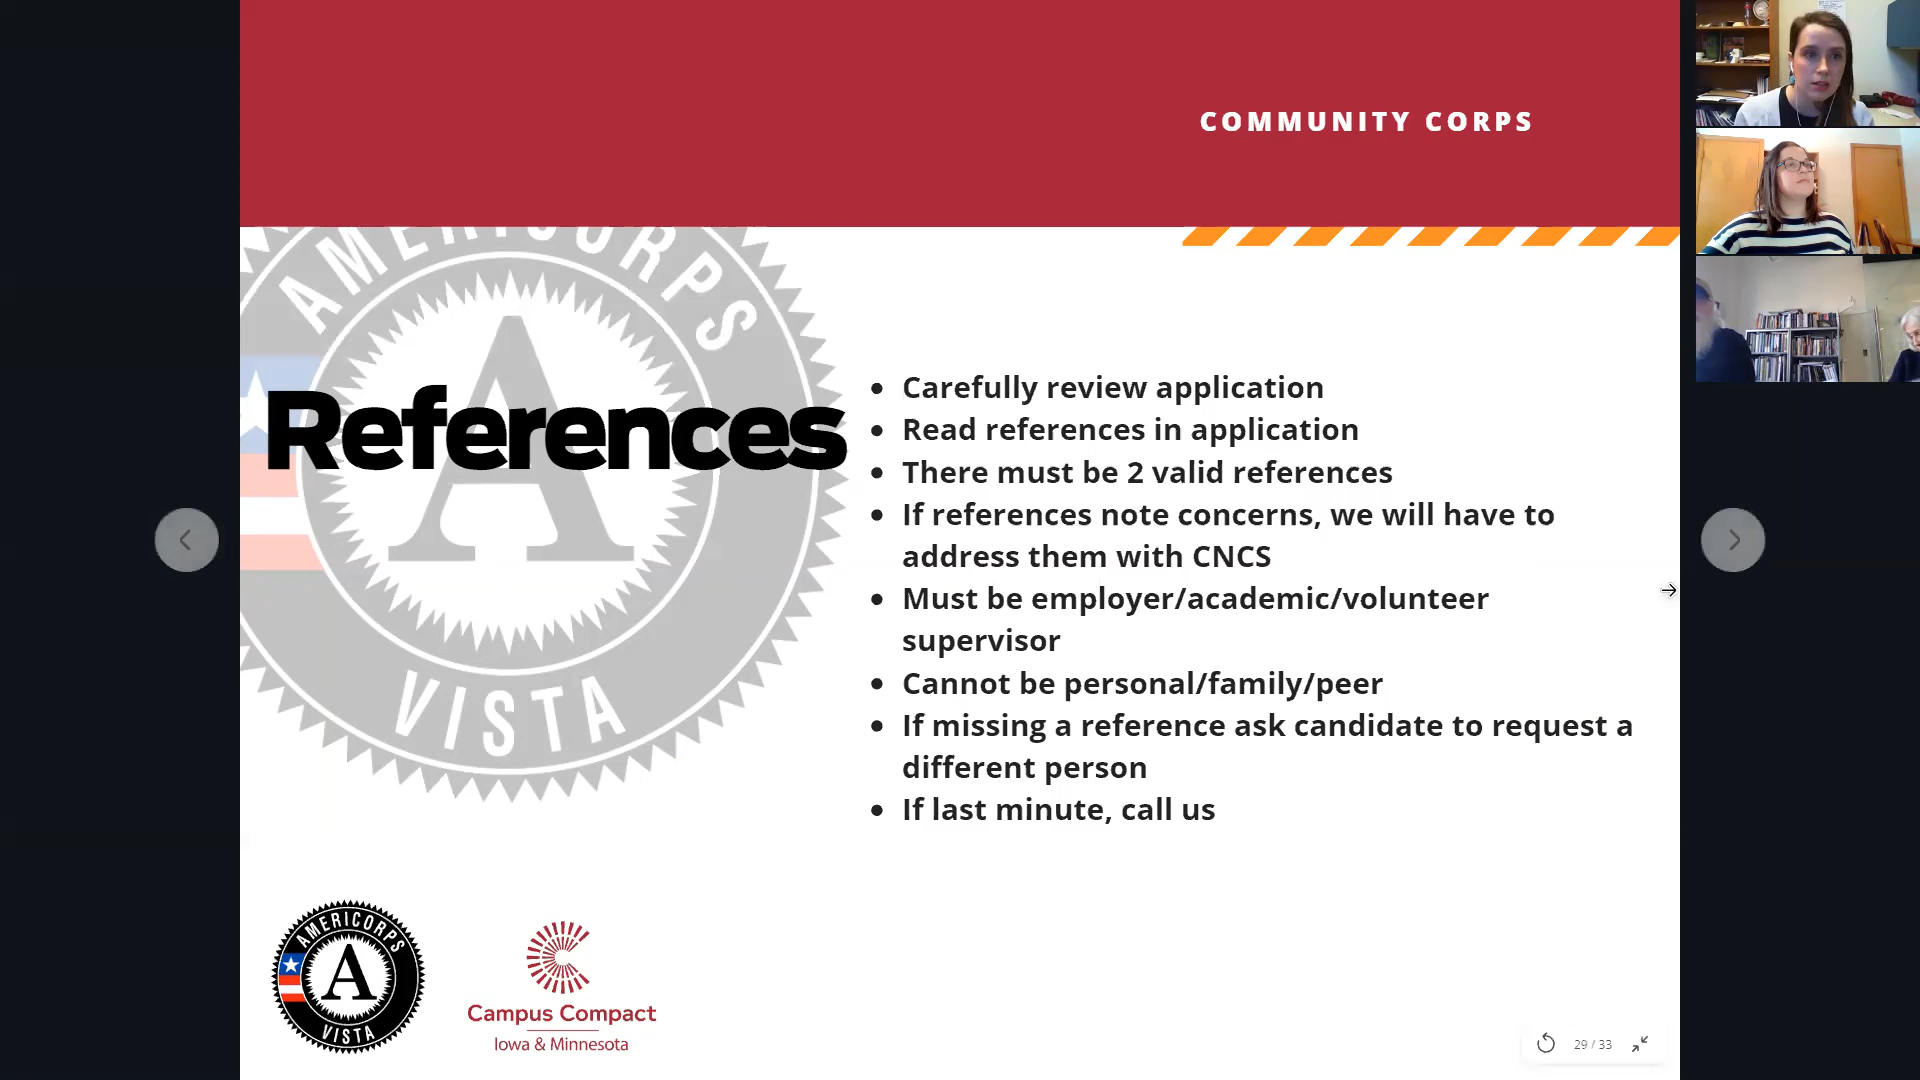 COMMUNITY CORPS
AMERICORPS
References
VISTA
• Carefully review application
• Read references in application
• There must be 2 valid references
• If references note concerns, we will have to
address them with CNCS
• Must be employer/academic/volunteer
supervisor
• Cannot be personal/family/peer
• If missing a reference ask candidate to request a
different person
• If last minute, call us
AMERICORPS
A
VISTA
Campus Compact
Iowa & Minnesota
29 / 33